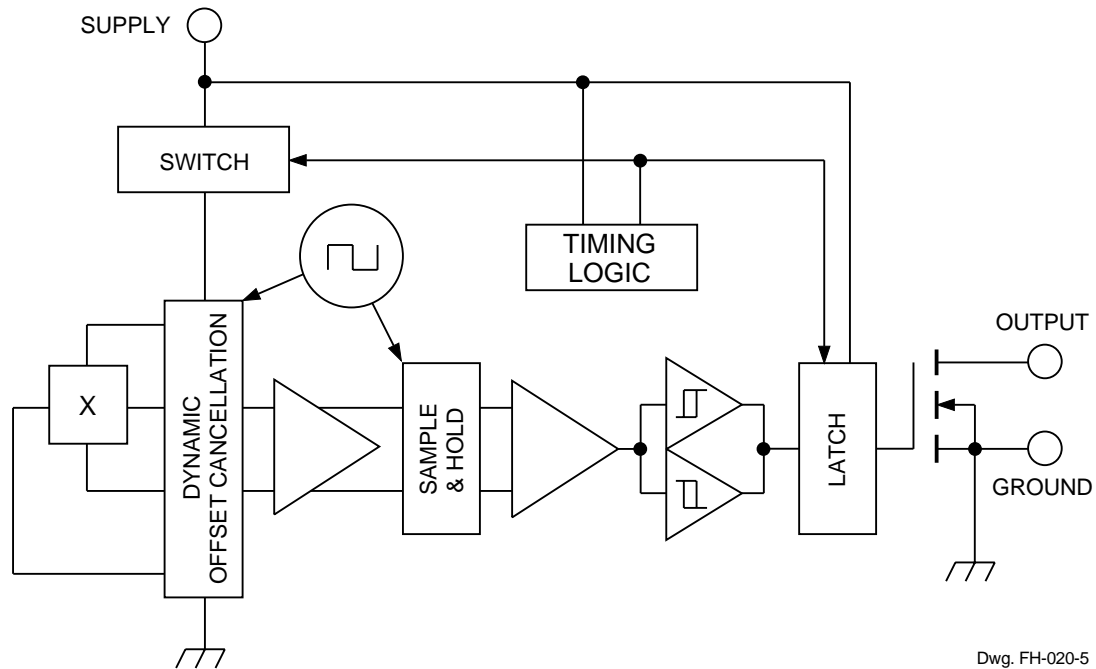 SUPPLY
SWITCH
TIMING
LOGIC
X
DYNAMIC
OFFSET CANCELLATION
SAMPLE
& HOLD
LATCH
OUTPUT
GROUND
Dwg. FH-020-5